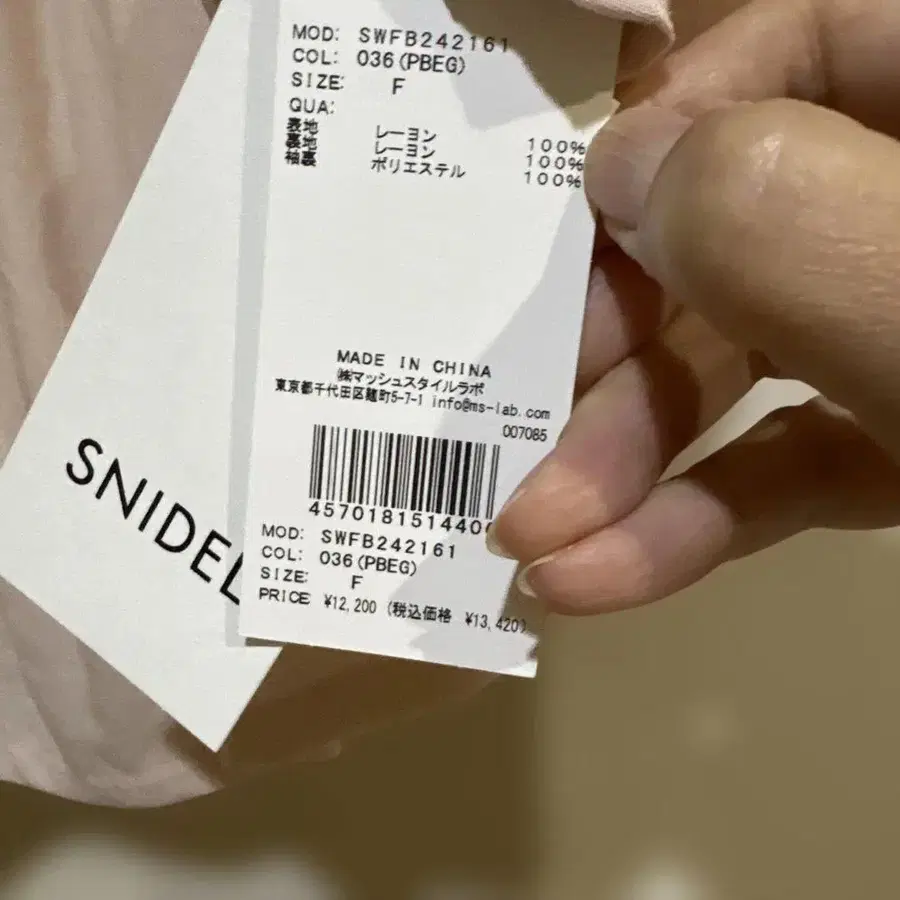 MOD: SWFB242161
COL: 036(PBEG)
SIZE: F
QUA:
表地 レーヨン 100%
裏地 レーヨン 100%
袖裏 ポリエステル 100%
MADE IN CHINA
㈱マッシュスタイルラボ
東京都千代田区麹町5-7-1 info@ms-lab.com
007085
457018151440
MOD: SWFB242161
COL: 036(PBEG)
SIZE: F
PRICE ¥12,200 (税込価格 ¥13,420)
SNIDEL